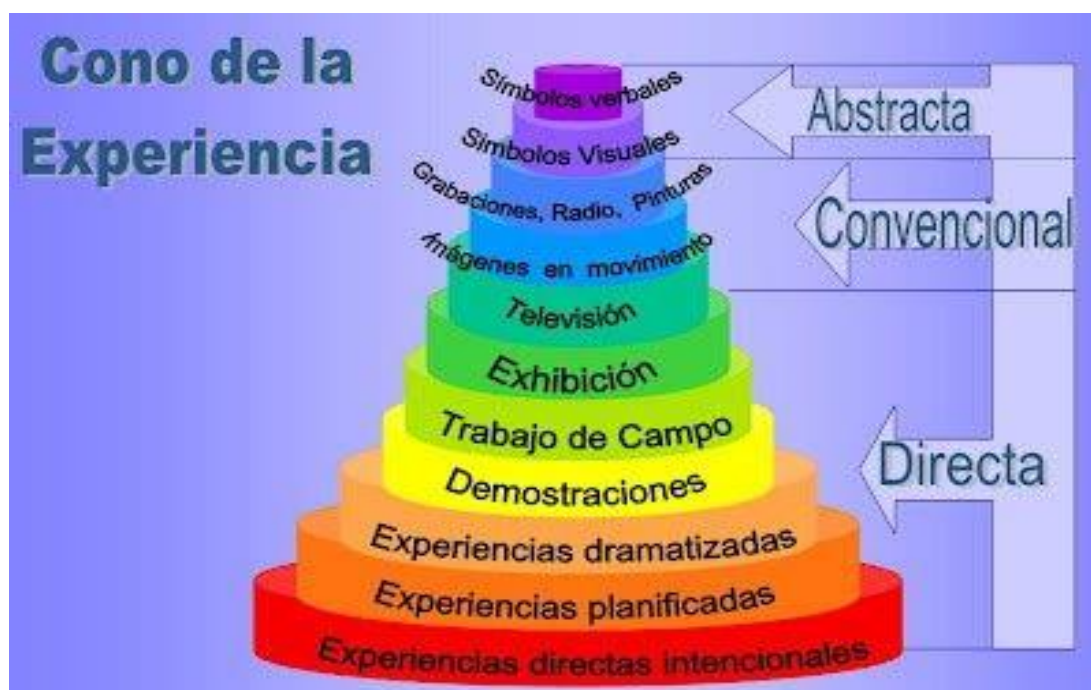 Cono de la
Experiencia
Símbolos verbales
Símbolos Visuales
Grabaciones, Radio, Pinturas
Imágenes en movimiento
Televisión
Exhibición
Trabajo de Campo
Demostraciones
Experiencias dramatizadas
Experiencias planificadas
Experiencias directas intencionales
Abstracta
Convencional
Directa